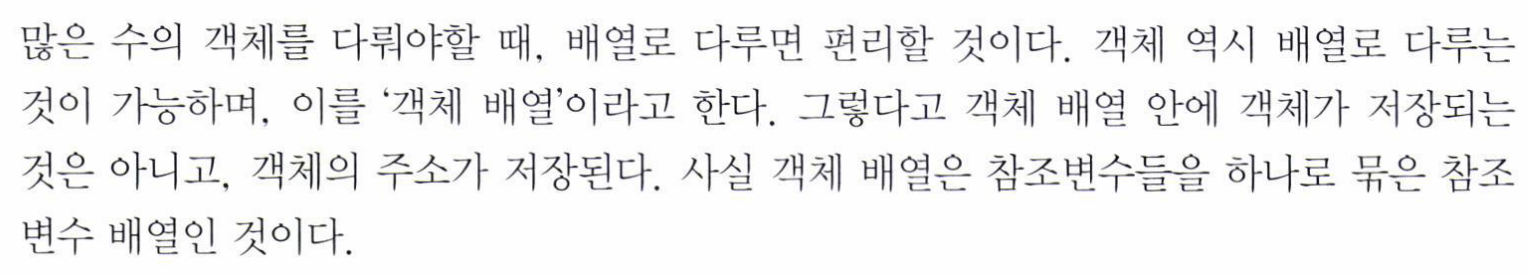 많은 수의 객체를 다뤄야할 때, 배열로 다루면 편리할 것이다. 객체 역시 배열로 다루는
것이 가능하며, 이를 ‘객체 배열’이라고 한다. 그렇다고 객체 배열 안에 객체가 저장되는
것은 아니고, 객체의 주소가 저장된다. 사실 객체 배열은 참조변수들을 하나로 묶은 참조
변수 배열인 것이다.